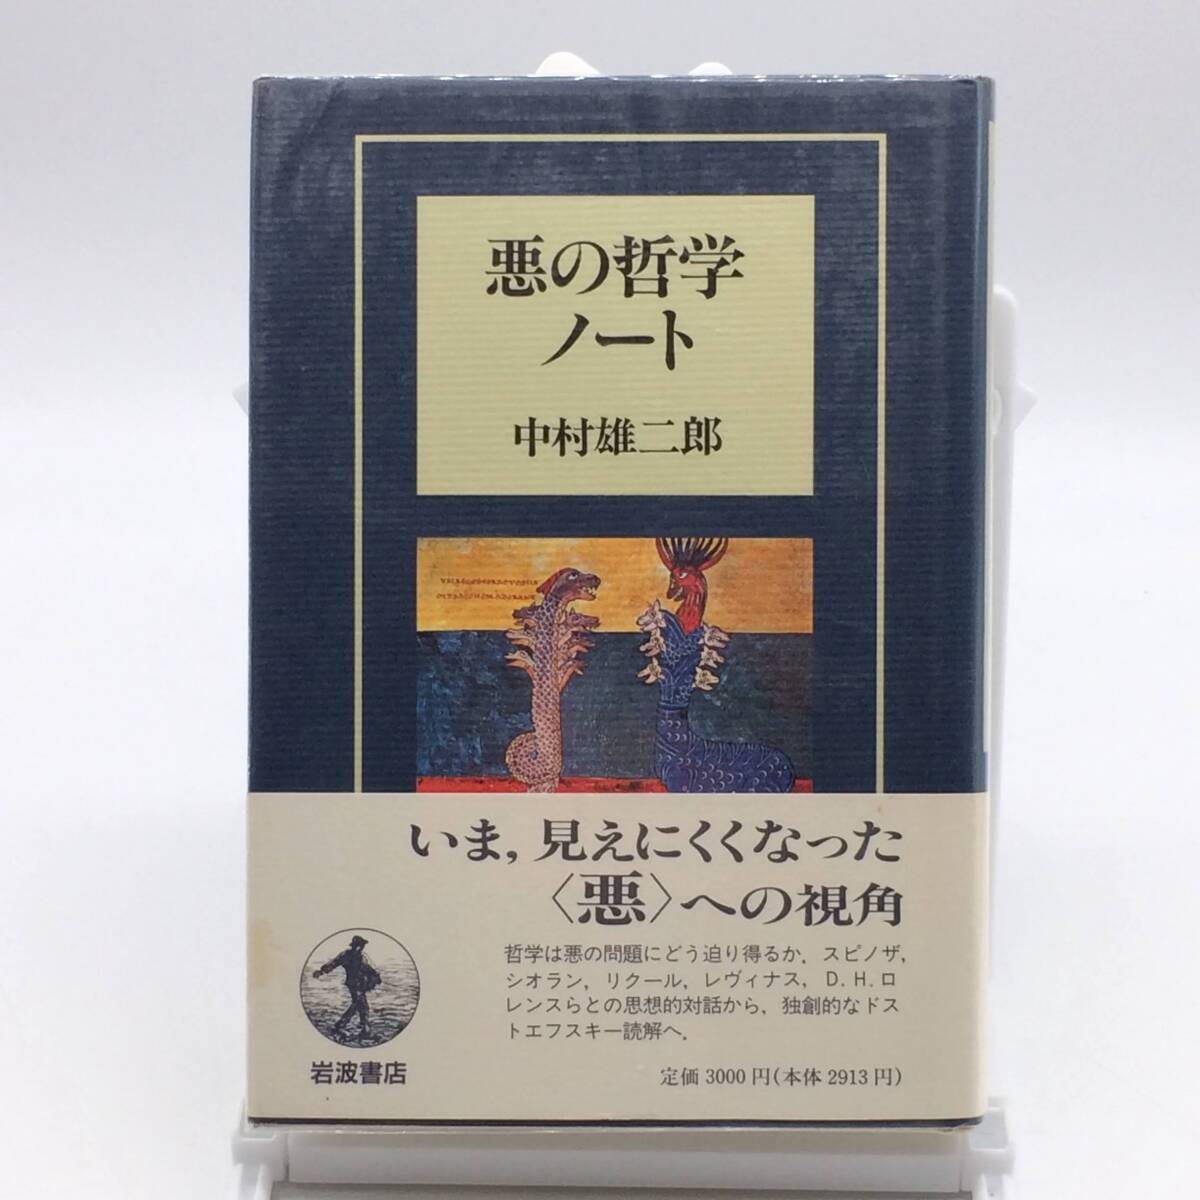 悪の哲学
ノート
中村雄二郎
いま，見えにくくなった
〈悪〉への視角
哲学は悪の問題にどう迫り得るか．スピノザ，
シオラン，リクール，レヴィナス，D.H.ロ
レンスらとの思想的対話から，独創的なドス
トエフスキー読解へ．
岩波書店
定価 3000 円(本体 2913 円)